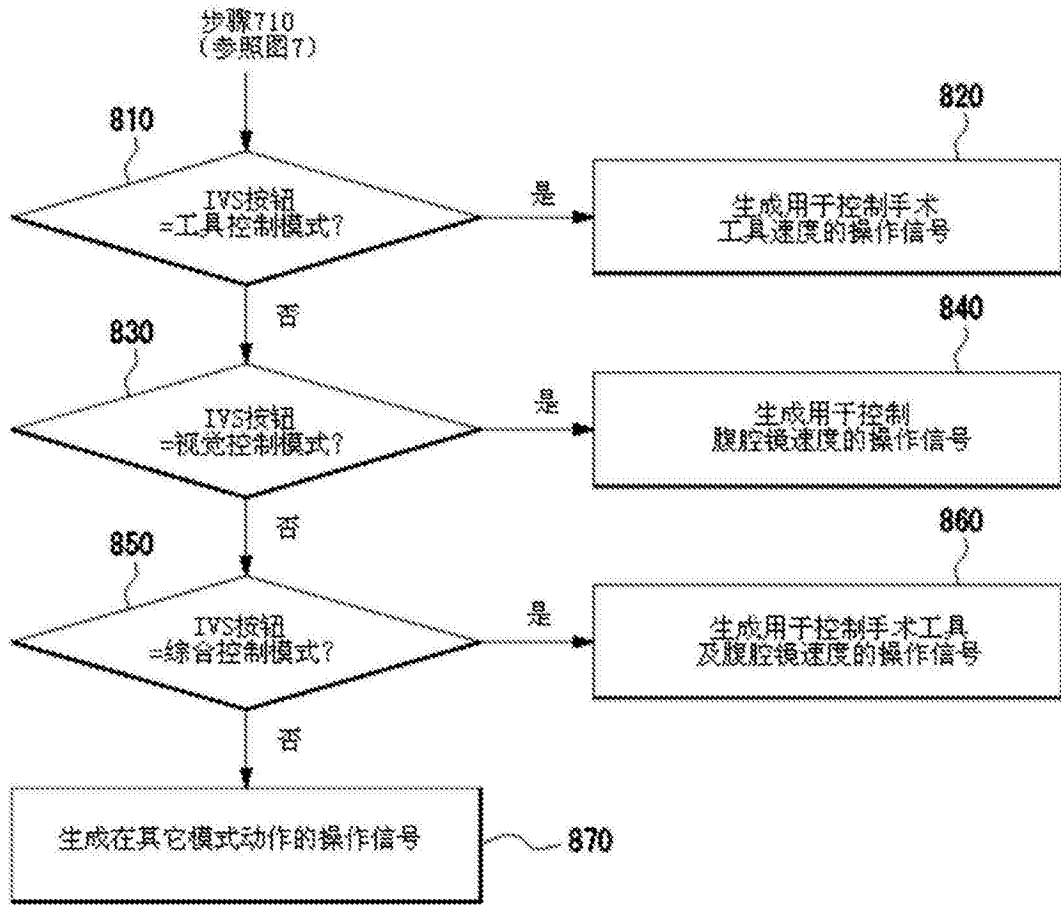 步骤710
(参照图7)
810
IVS按钮
=工具控制模式?
是
820
生成用于控制手术
工具速度的操作信号
否
830
IVS按钮
=视觉控制模式?
是
840
生成用于控制
腹腔镜速度的操作信号
否
850
IVS按钮
=综合控制模式?
是
860
生成用于控制手术工具
及腹腔镜速度的操作信号
否
生成在其它模式动作的操作信号
870